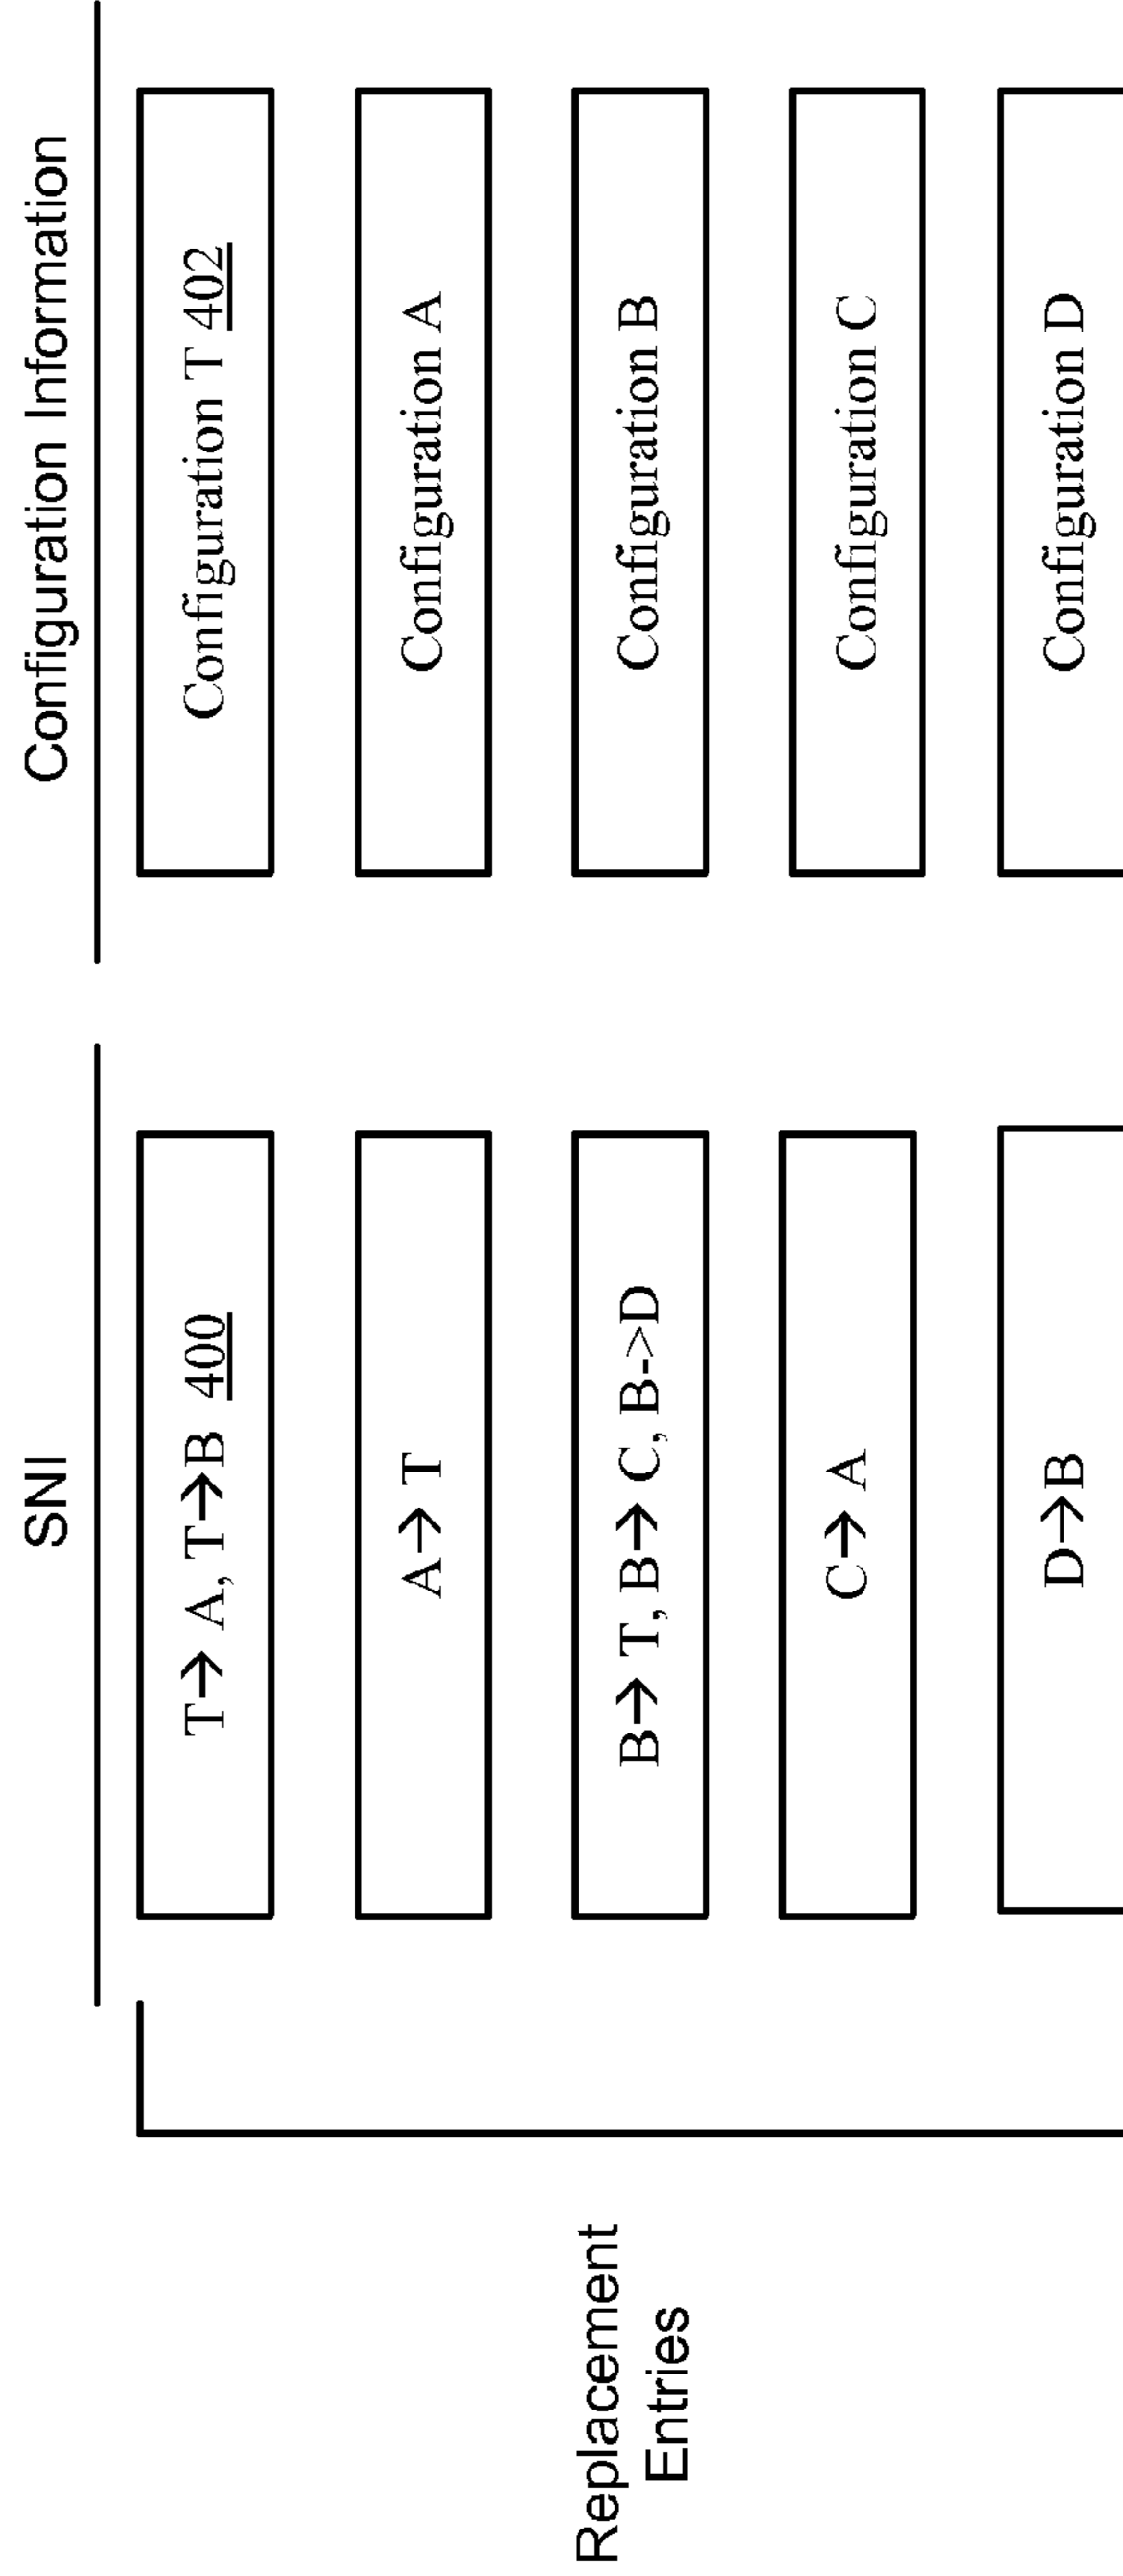 SNI
Configuration Information
T→ A, T→B 400
Configuration T 402
A→ T
Configuration A
Replacement
Entries
B→ T, B→ C, B->D
Configuration B
C→ A
Configuration C
D→B
Configuration D